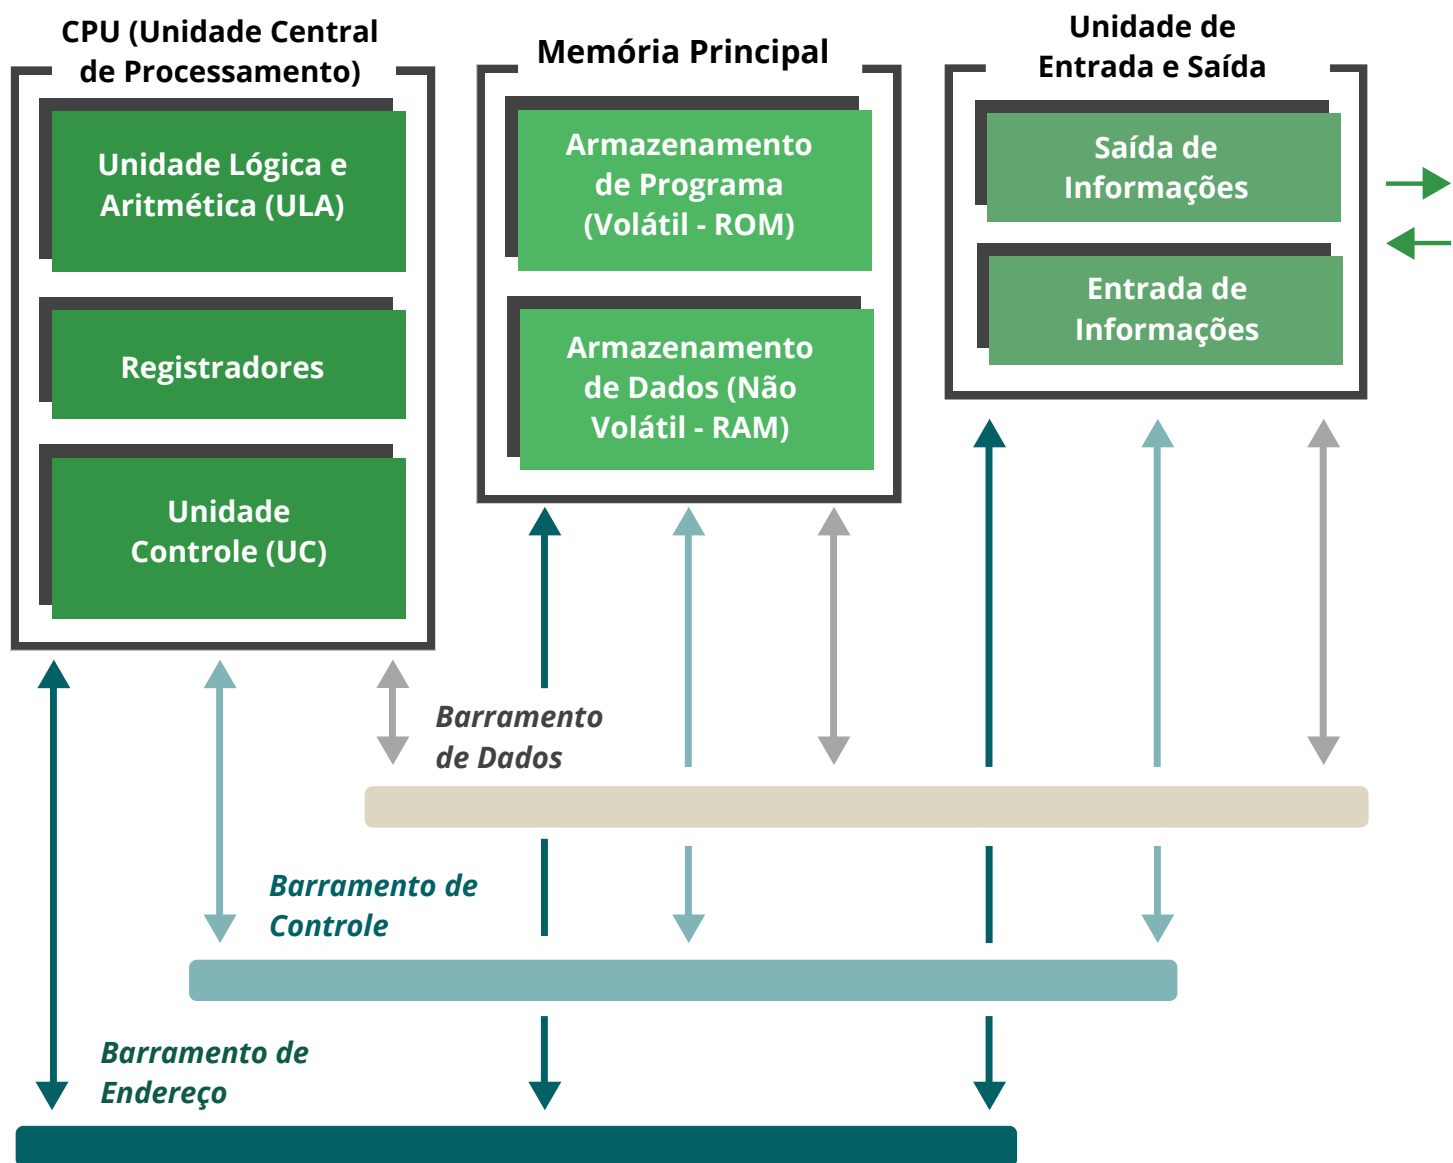 CPU (Unidade Central
de Processamento)
Unidade Lógica e
Aritmética (ULA)
Registradores
Unidade
Controle (UC)
Memória Principal
Armazenamento
de Programa
(Volátil - ROM)
Armazenamento
de Dados (Não
Volátil - RAM)
Unidade de
Entrada e Saída
Saída de
Informações
Entrada de
Informações
Barramento
de Dados
Barramento de
Controle
Barramento de
Endereço